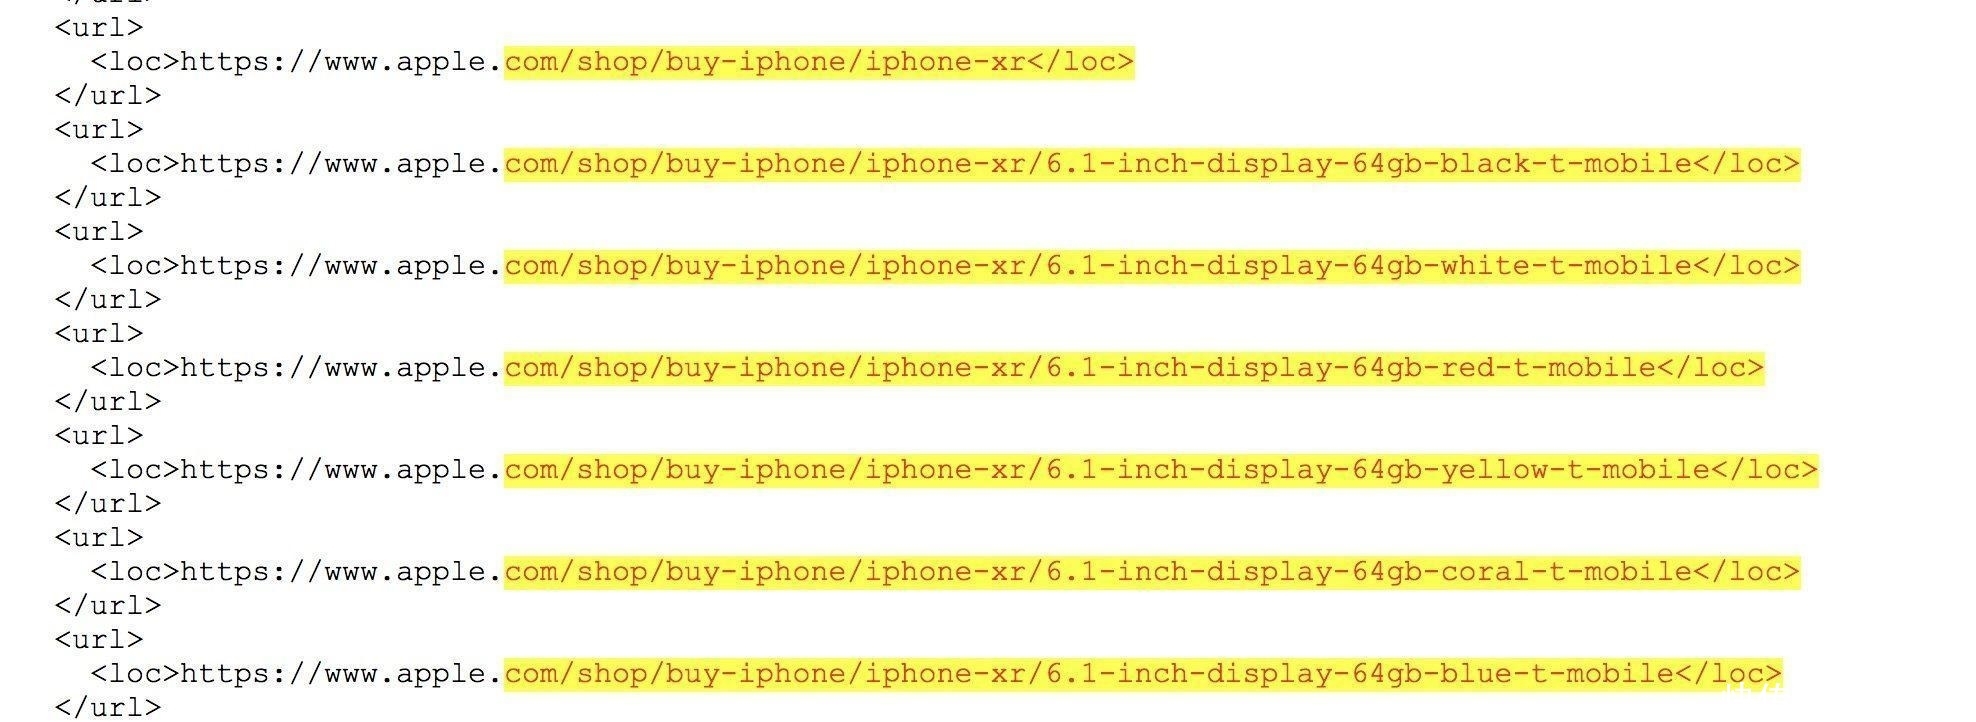 </url>
<url>
<loc>https://www.apple.com/shop/buy-iphone/iphone-xr</loc>
</url>
<url>
<loc>https://www.apple.com/shop/buy-iphone/iphone-xr/6.1-inch-display-64gb-black-t-mobile</loc>
</url>
<url>
<loc>https://www.apple.com/shop/buy-iphone/iphone-xr/6.1-inch-display-64gb-white-t-mobile</loc>
</url>
<url>
<loc>https://www.apple.com/shop/buy-iphone/iphone-xr/6.1-inch-display-64gb-red-t-mobile</loc>
</url>
<url>
<loc>https://www.apple.com/shop/buy-iphone/iphone-xr/6.1-inch-display-64gb-yellow-t-mobile</loc>
</url>
<url>
<loc>https://www.apple.com/shop/buy-iphone/iphone-xr/6.1-inch-display-64gb-coral-t-mobile</loc>
</url>
<url>
<loc>https://www.apple.com/shop/buy-iphone/iphone-xr/6.1-inch-display-64gb-blue-t-mobile</loc>
</url>